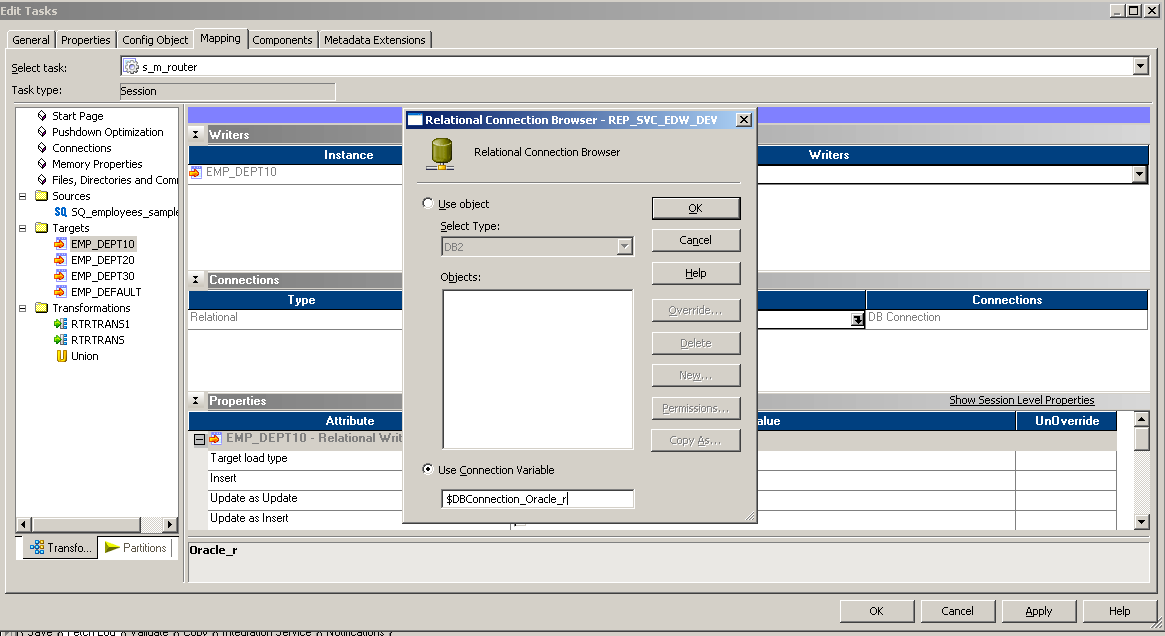 Edit Tasks
General Properties Config Object Mapping Components Metadata Extensions
Select task: s_m_router
Task type: Session
Start Page
Pushdown Optimization
Connections
Memory Properties
Files, Directories and Com
Sources
SQ SQ_employees_sample
Targets
EMP_DEPT10
EMP_DEPT20
EMP_DEPT30
EMP_DEFAULT
Transformations
RTRTRANS1
RTRTRANS
Union
Transfo... Partitions
Writers
Instance Writers
EMP_DEPT10
Connections
Type Connections
Relational DB Connection
Properties
Show Session Level Properties
Attribute alue UnOverride
EMP_DEPT10 - Relational Writ
Target load type
Insert
Update as Update
Update as Insert
Oracle_r
Relational Connection Browser - REP_SVC_EDW_DEV
Relational Connection Browser
Use object
Select Type:
DB2
Objects:
OK
Cancel
Help
Override...
Delete
New...
Permissions...
Copy As...
Use Connection Variable
$DBConnection_Oracle_r
OK Cancel Apply Help
Save Fetch Log Validate Copy Integration Service Notifications